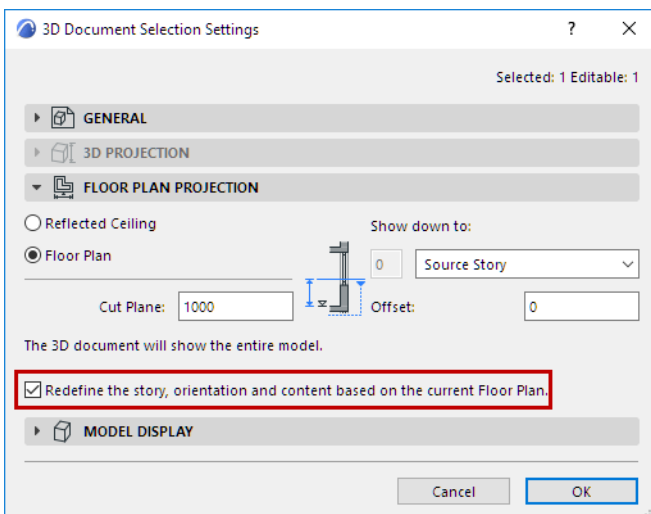 3D Document Selection Settings
Selected: 1 Editable: 1
GENERAL
3D PROJECTION
FLOOR PLAN PROJECTION
Reflected Ceiling
Show down to:
Floor Plan
0
Source Story
Cut Plane:
1000
Offset:
0
The 3D document will show the entire model.
Redefine the story, orientation and content based on the current Floor Plan.
MODEL DISPLAY
Cancel
OK